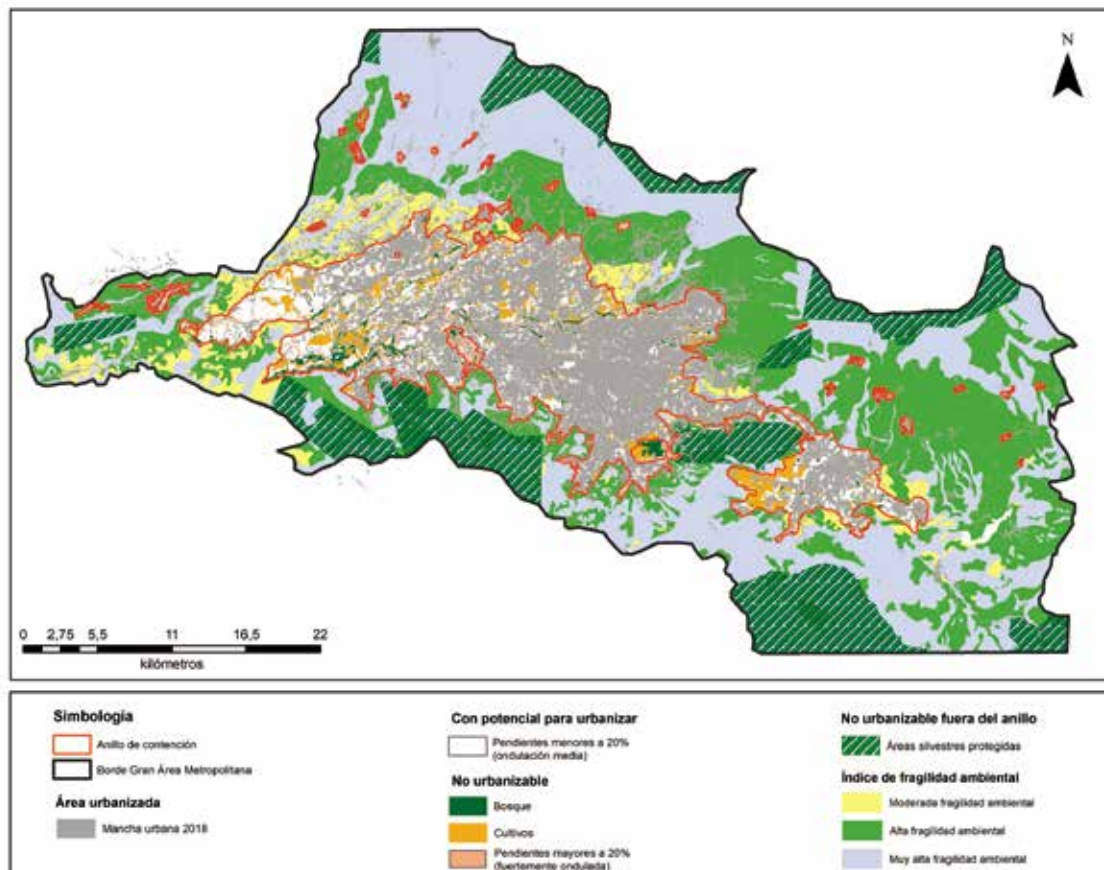 N
0 2,75 5,5 11 16,5 22
kilómetros
Simbología
Anillo de contención
Borde Gran Área Metropolitana
Área urbanizada
Mancha urbana 2018
Con potencial para urbanizar
Pendientes menores a 20%
(ondulación media)
No urbanizable
Bosque
Cultivos
Pendientes mayores a 20%
(fuertemente ondulada)
No urbanizable fuera del anillo
Áreas silvestres protegidas
Índice de fragilidad ambiental
Moderada fragilidad ambiental
Alta fragilidad ambiental
Muy alta fragilidad ambiental